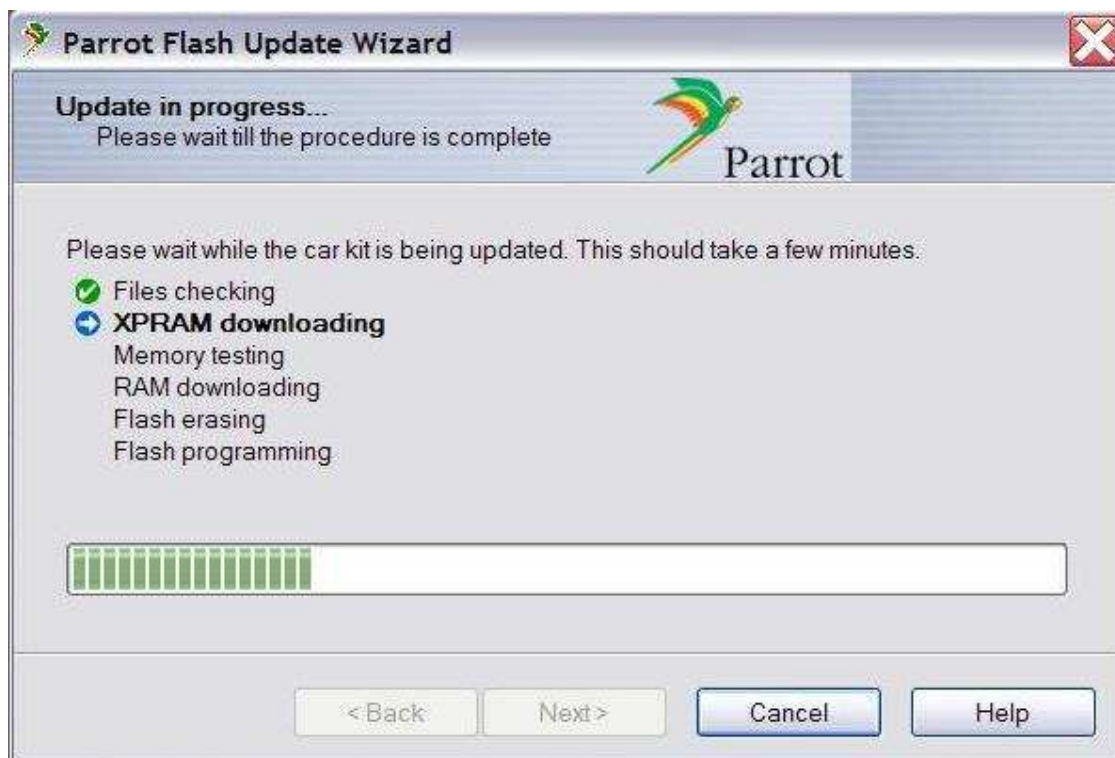 Parrot Flash Update Wizard
Update in progress...
Please wait till the procedure is complete
Parrot
Please wait while the car kit is being updated. This should take a few minutes.
Files checking
XPRAM downloading
Memory testing
RAM downloading
Flash erasing
Flash programming
< Back
Next >
Cancel
Help